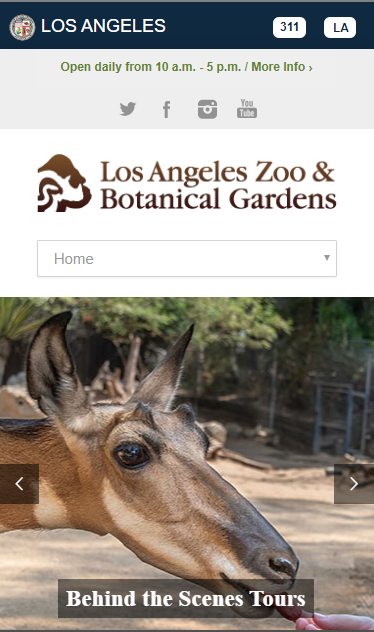 LOS ANGELES
311
LA
Open daily from 10 a.m. - 5 p.m. / More Info ›
You
Tube
Los Angeles Zoo &
Botanical Gardens
Home
Behind the Scenes Tours